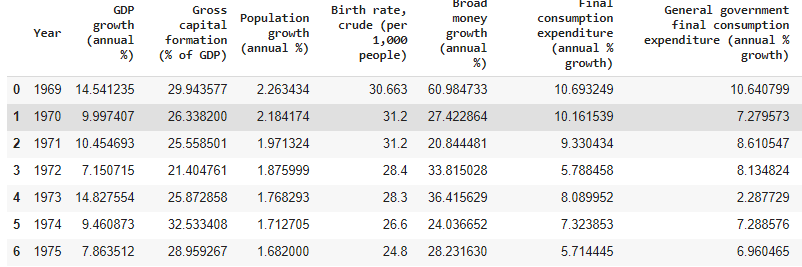 Year
GDP
growth
(annual
%)
Gross
capital
formation
(% of GDP)
Population
growth
(annual %)
Birth rate,
crude (per
1,000
people)
Broad
money
growth
(annual
%)
Final
consumption
expenditure
(annual %
growth)
General government
final consumption
expenditure (annual %
growth)
0 1969 14.541235 29.943577 2.263434 30.663 60.984733 10.693249 10.640799
1 1970 9.997407 26.338200 2.184174 31.2 27.422864 10.161539 7.279573
2 1971 10.454693 25.558501 1.971324 31.2 20.844481 9.330434 8.610547
3 1972 7.150715 21.404761 1.875999 28.4 33.815028 5.788458 8.134824
4 1973 14.827554 25.872858 1.768293 28.3 36.415629 8.089952 2.287729
5 1974 9.460873 32.533408 1.712705 26.6 24.036652 7.323853 7.288576
6 1975 7.863512 28.959267 1.682000 24.8 28.231630 5.714445 6.960465